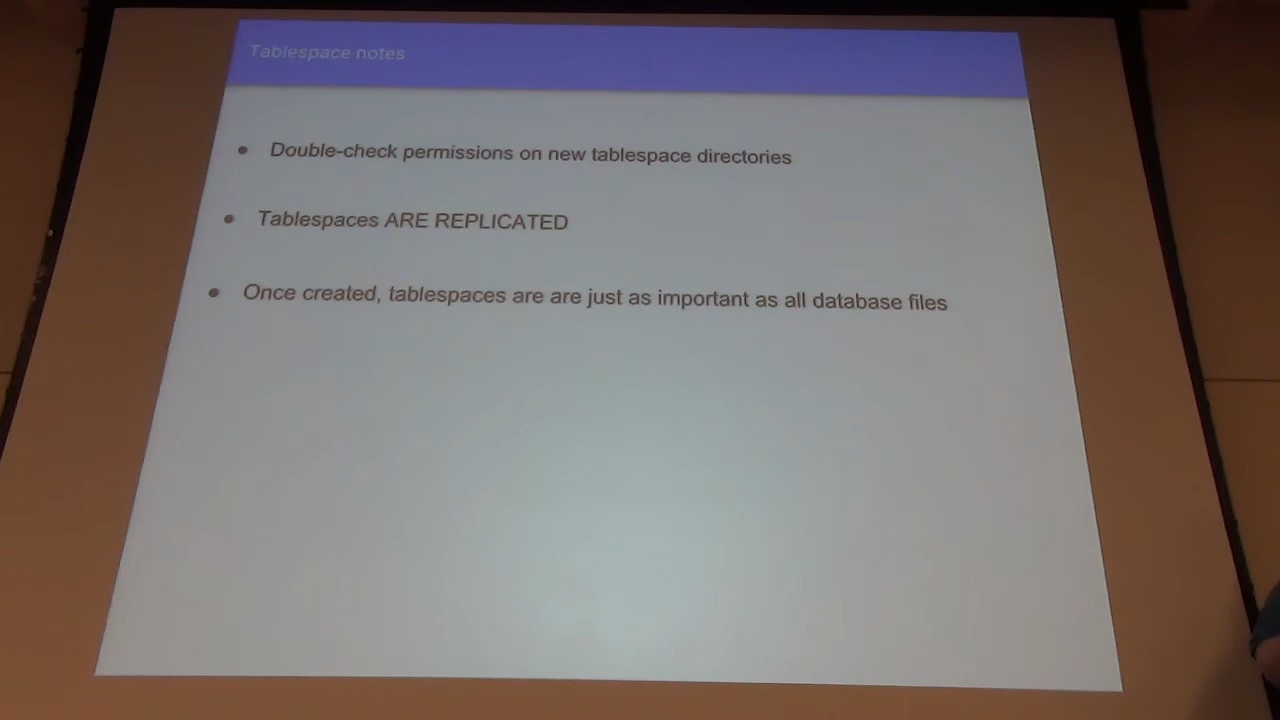 Tablespace notes
• Double-check permissions on new tablespace directories
• Tablespaces ARE REPLICATED
• Once created, tablespaces are are just as important as all database files